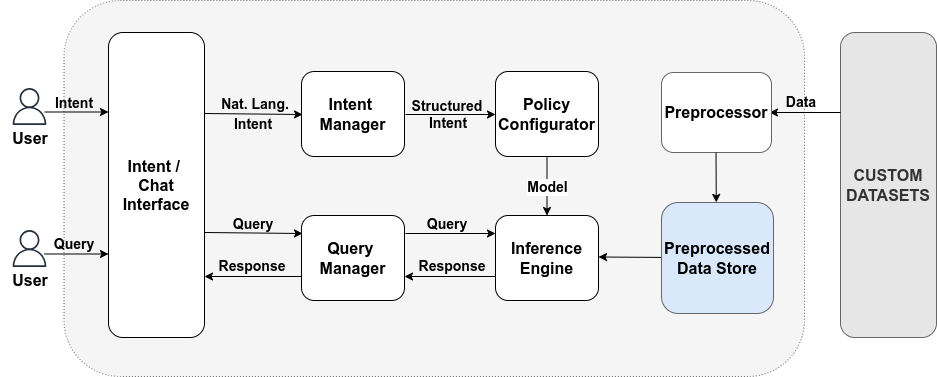 Intent
User
Query
User
Intent /
Chat
Interface
Nat. Lang.
Intent
Intent
Manager
Structured
Intent
Policy
Configurator
Model
Query
Response
Query
Manager
Query
Response
Inference
Engine
Preprocessor
Preprocessed
Data Store
Data
CUSTOM
DATASETS